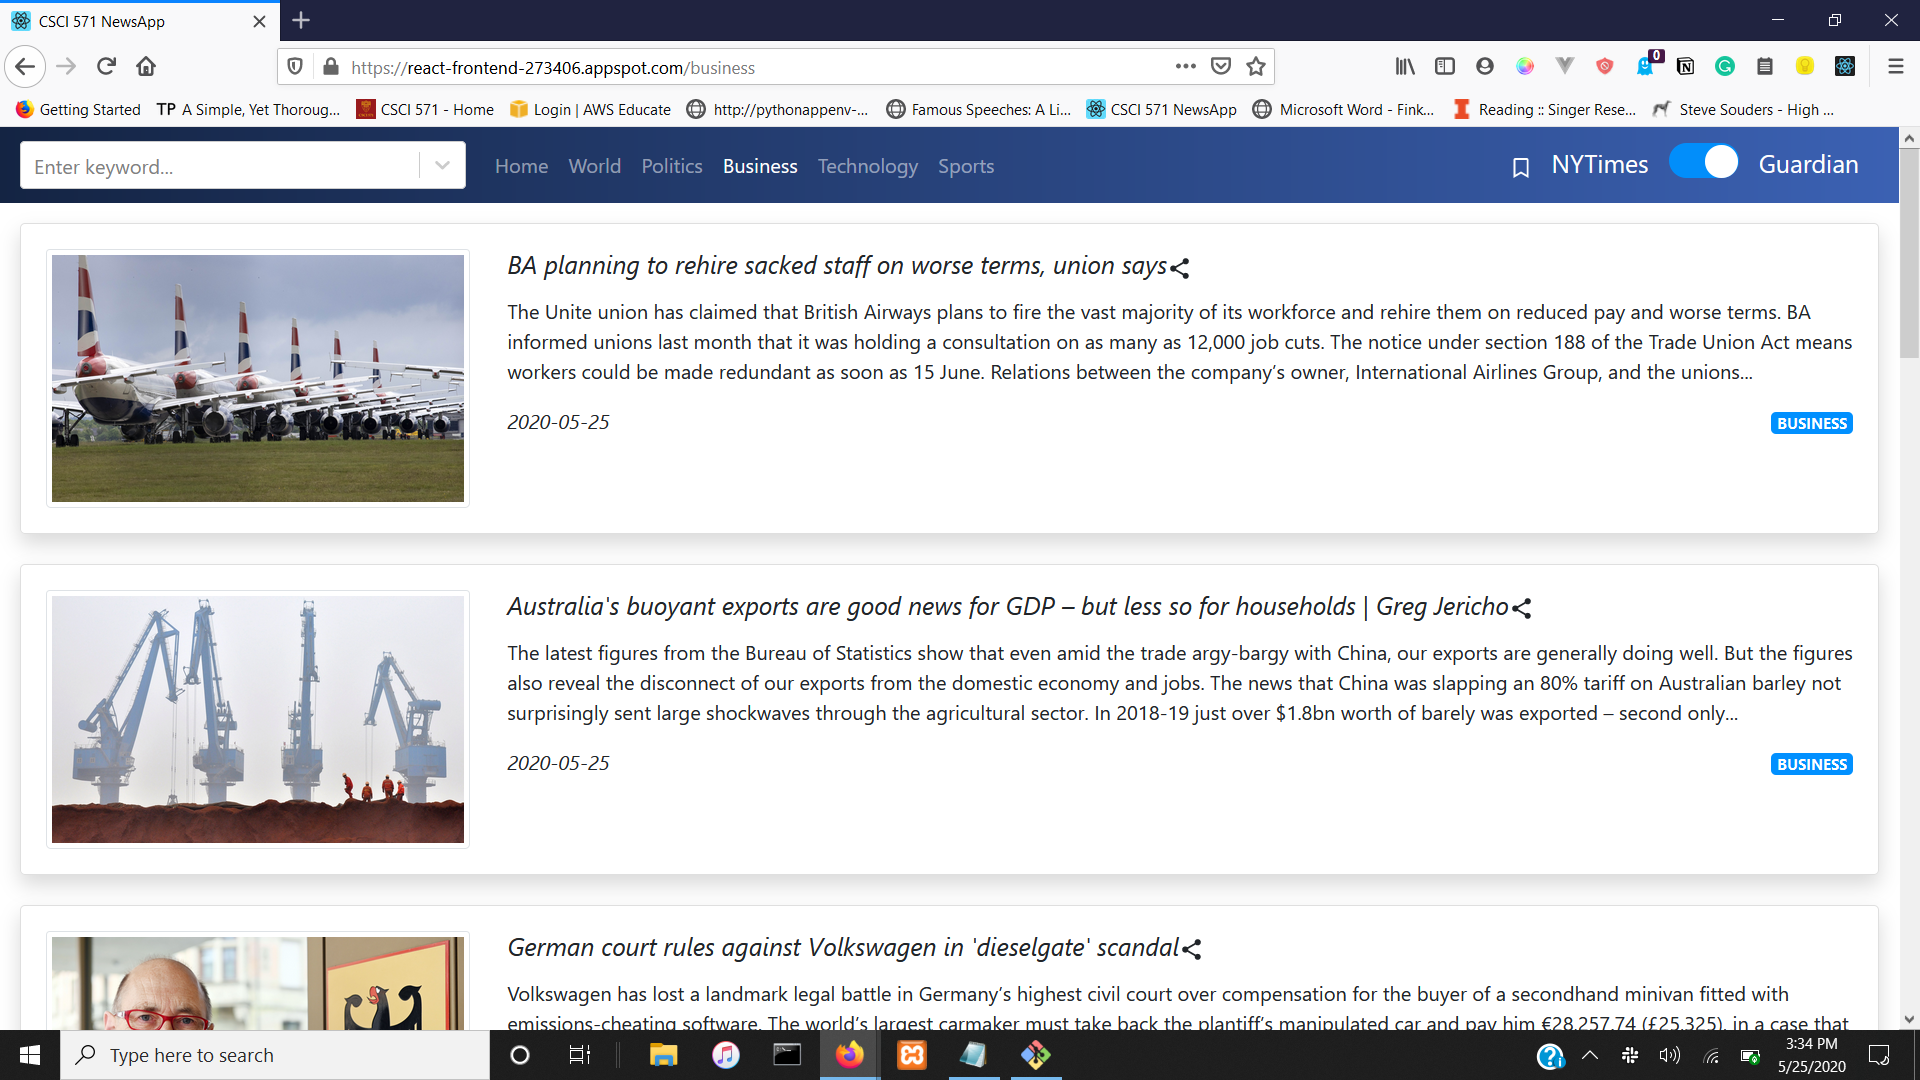 CSCI 571 NewsApp
https://react-frontend-273406.appspot.com/business
0
Getting Started
TP A Simple, Yet Thoroug...
CSCI 571 - Home
Login | AWS Educate
http://pythonappenv-...
Famous Speeches: A Li...
CSCI 571 NewsApp
Microsoft Word - Fink...
Reading :: Singer Rese...
Steve Souders - High ...
Enter keyword...
Home
World
Politics
Business
Technology
Sports
NYTimes
Guardian
BA planning to rehire sacked staff on worse terms, union says
The Unite union has claimed that British Airways plans to fire the vast majority of its workforce and rehire them on reduced pay and worse terms. BA
informed unions last month that it was holding a consultation on as many as 12,000 job cuts. The notice under section 188 of the Trade Union Act means
workers could be made redundant as soon as 15 June. Relations between the company’s owner, International Airlines Group, and the unions...
2020-05-25
BUSINESS
Australia's buoyant exports are good news for GDP – but less so for households | Greg Jericho
The latest figures from the Bureau of Statistics show that even amid the trade argy-bargy with China, our exports are generally doing well. But the figures
also reveal the disconnect of our exports from the domestic economy and jobs. The news that China was slapping an 80% tariff on Australian barley not
surprisingly sent large shockwaves through the agricultural sector. In 2018-19 just over $1.8bn worth of barely was exported – second only...
2020-05-25
BUSINESS
German court rules against Volkswagen in 'dieselgate' scandal
Volkswagen has lost a landmark legal battle in Germany’s highest civil court over compensation for the buyer of a secondhand minivan fitted with
emissions-cheating software. The world’s largest carmaker must take back the plantiff’s manipulated car and pay him €28,257.74 (£25,325), in a case that
Type here to search
3:34 PM
5/25/2020